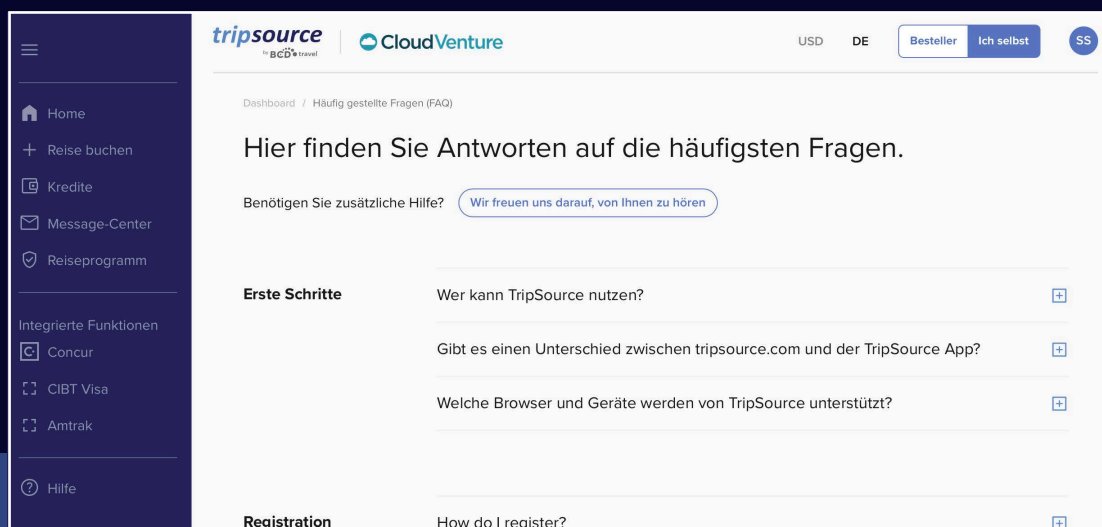 tripsource
by BCD travel
CloudVenture
USD DE Besteller Ich selbst SS
Home
Reise buchen
Kredite
Message-Center
Reiseprogramm
Integrierte Funktionen
Concur
CIBT Visa
Amtrak
Hilfe
Dashboard / Häufig gestellte Fragen (FAQ)
Hier finden Sie Antworten auf die häufigsten Fragen.
Benötigen Sie zusätzliche Hilfe? Wir freuen uns darauf, von Ihnen zu hören
Erste Schritte
Wer kann TripSource nutzen?
Gibt es einen Unterschied zwischen tripsource.com und der TripSource App?
Welche Browser und Geräte werden von TripSource unterstützt?
Registration
How do I register?